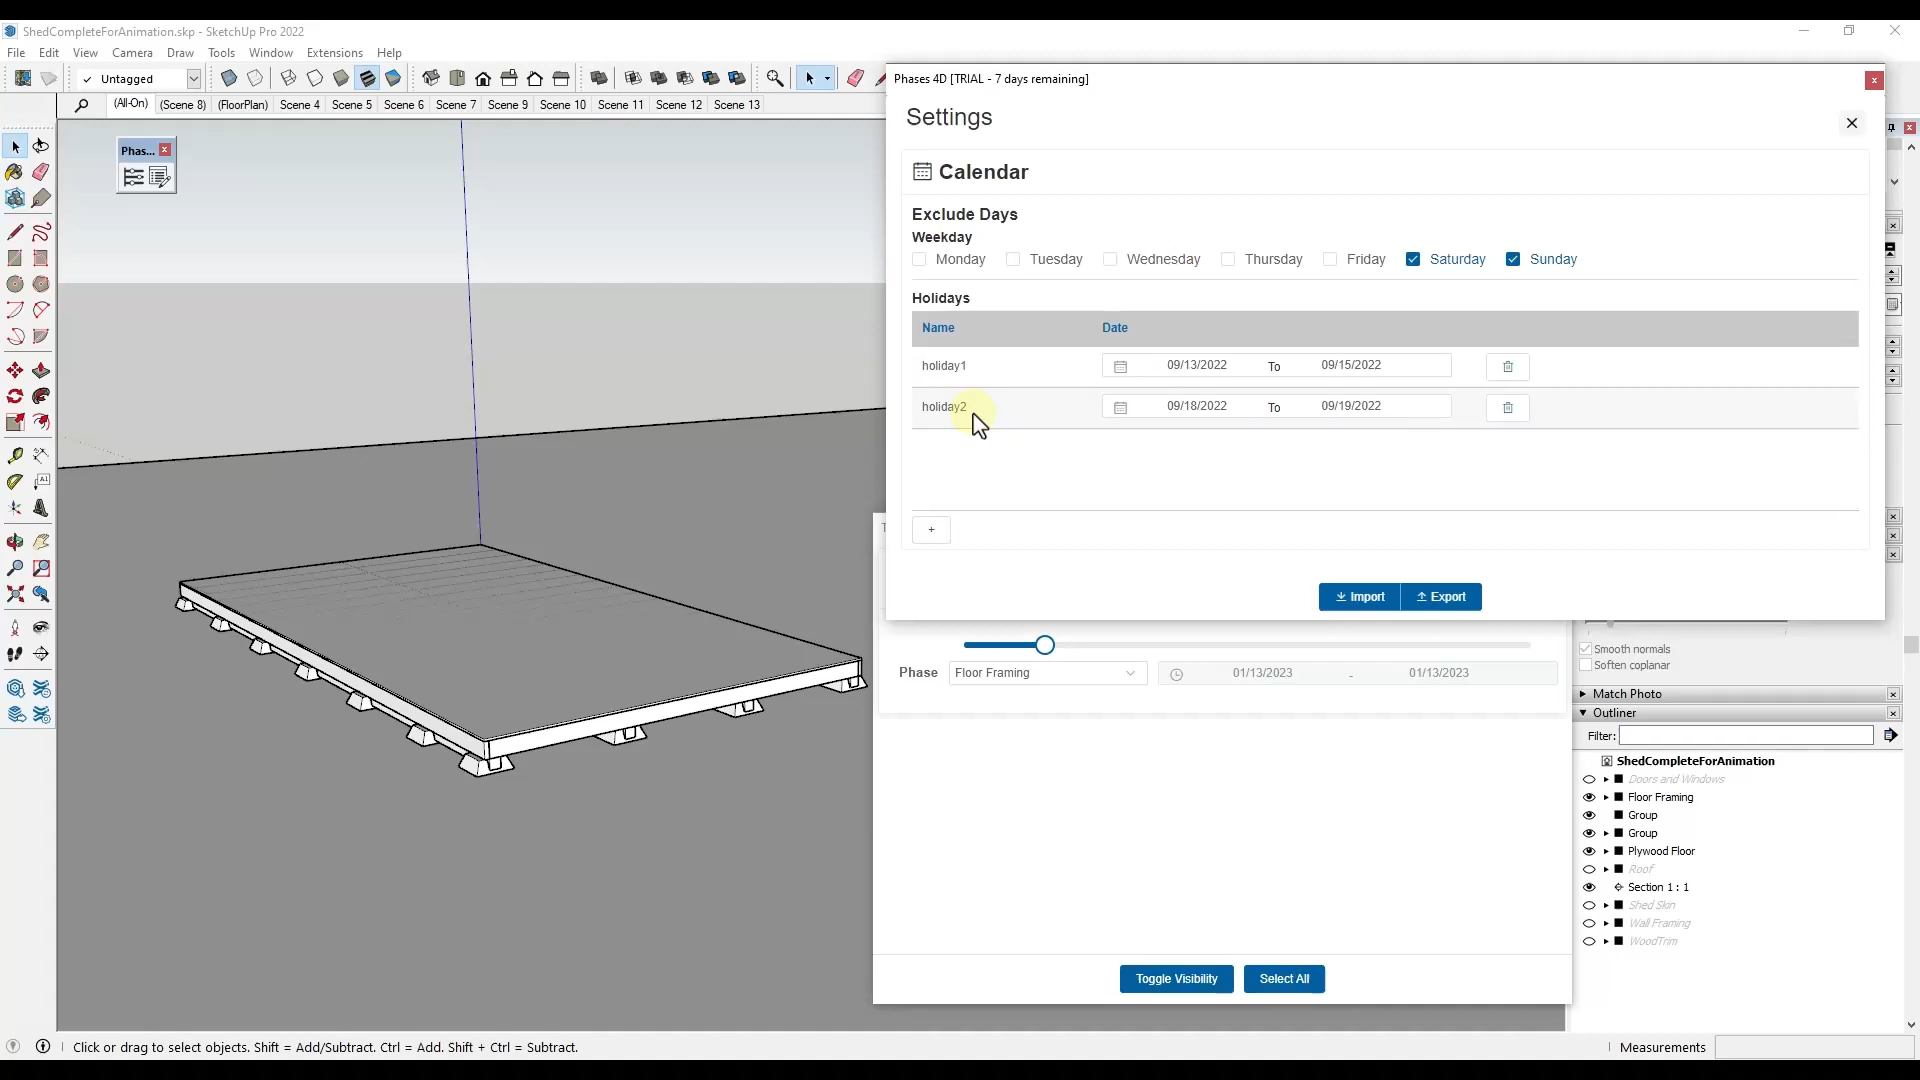 ShedCompleteForAnimation.skp - SketchUp Pro 2022
File Edit View Camera Draw Tools Window Extensions Help
Untagged
(All-On) (Scene 8) (FloorPlan) Scene 4 Scene 5 Scene 6 Scene 7 Scene 9 Scene 10 Scene 11 Scene 12 Scene 13
Phas...
Phases 4D [TRIAL - 7 days remaining]
Settings
Calendar
Exclude Days
Weekday
Monday Tuesday Wednesday Thursday Friday Saturday Sunday
Holidays
Name Date
holiday1 09/13/2022 To 09/15/2022
holiday2 09/18/2022 To 09/19/2022
+
Import Export
Phase Floor Framing 01/13/2023 - 01/13/2023
Toggle Visibility Select All
Smooth normals
Soften coplanar
Match Photo
Outliner
Filter:
ShedCompleteForAnimation
Doors and Windows
Floor Framing
Group
Group
Plywood Floor
Roof
Section 1 : 1
Shed Skin
Wall Framing
WoodTrim
Click or drag to select objects. Shift = Add/Subtract. Ctrl = Add. Shift + Ctrl = Subtract.
Measurements